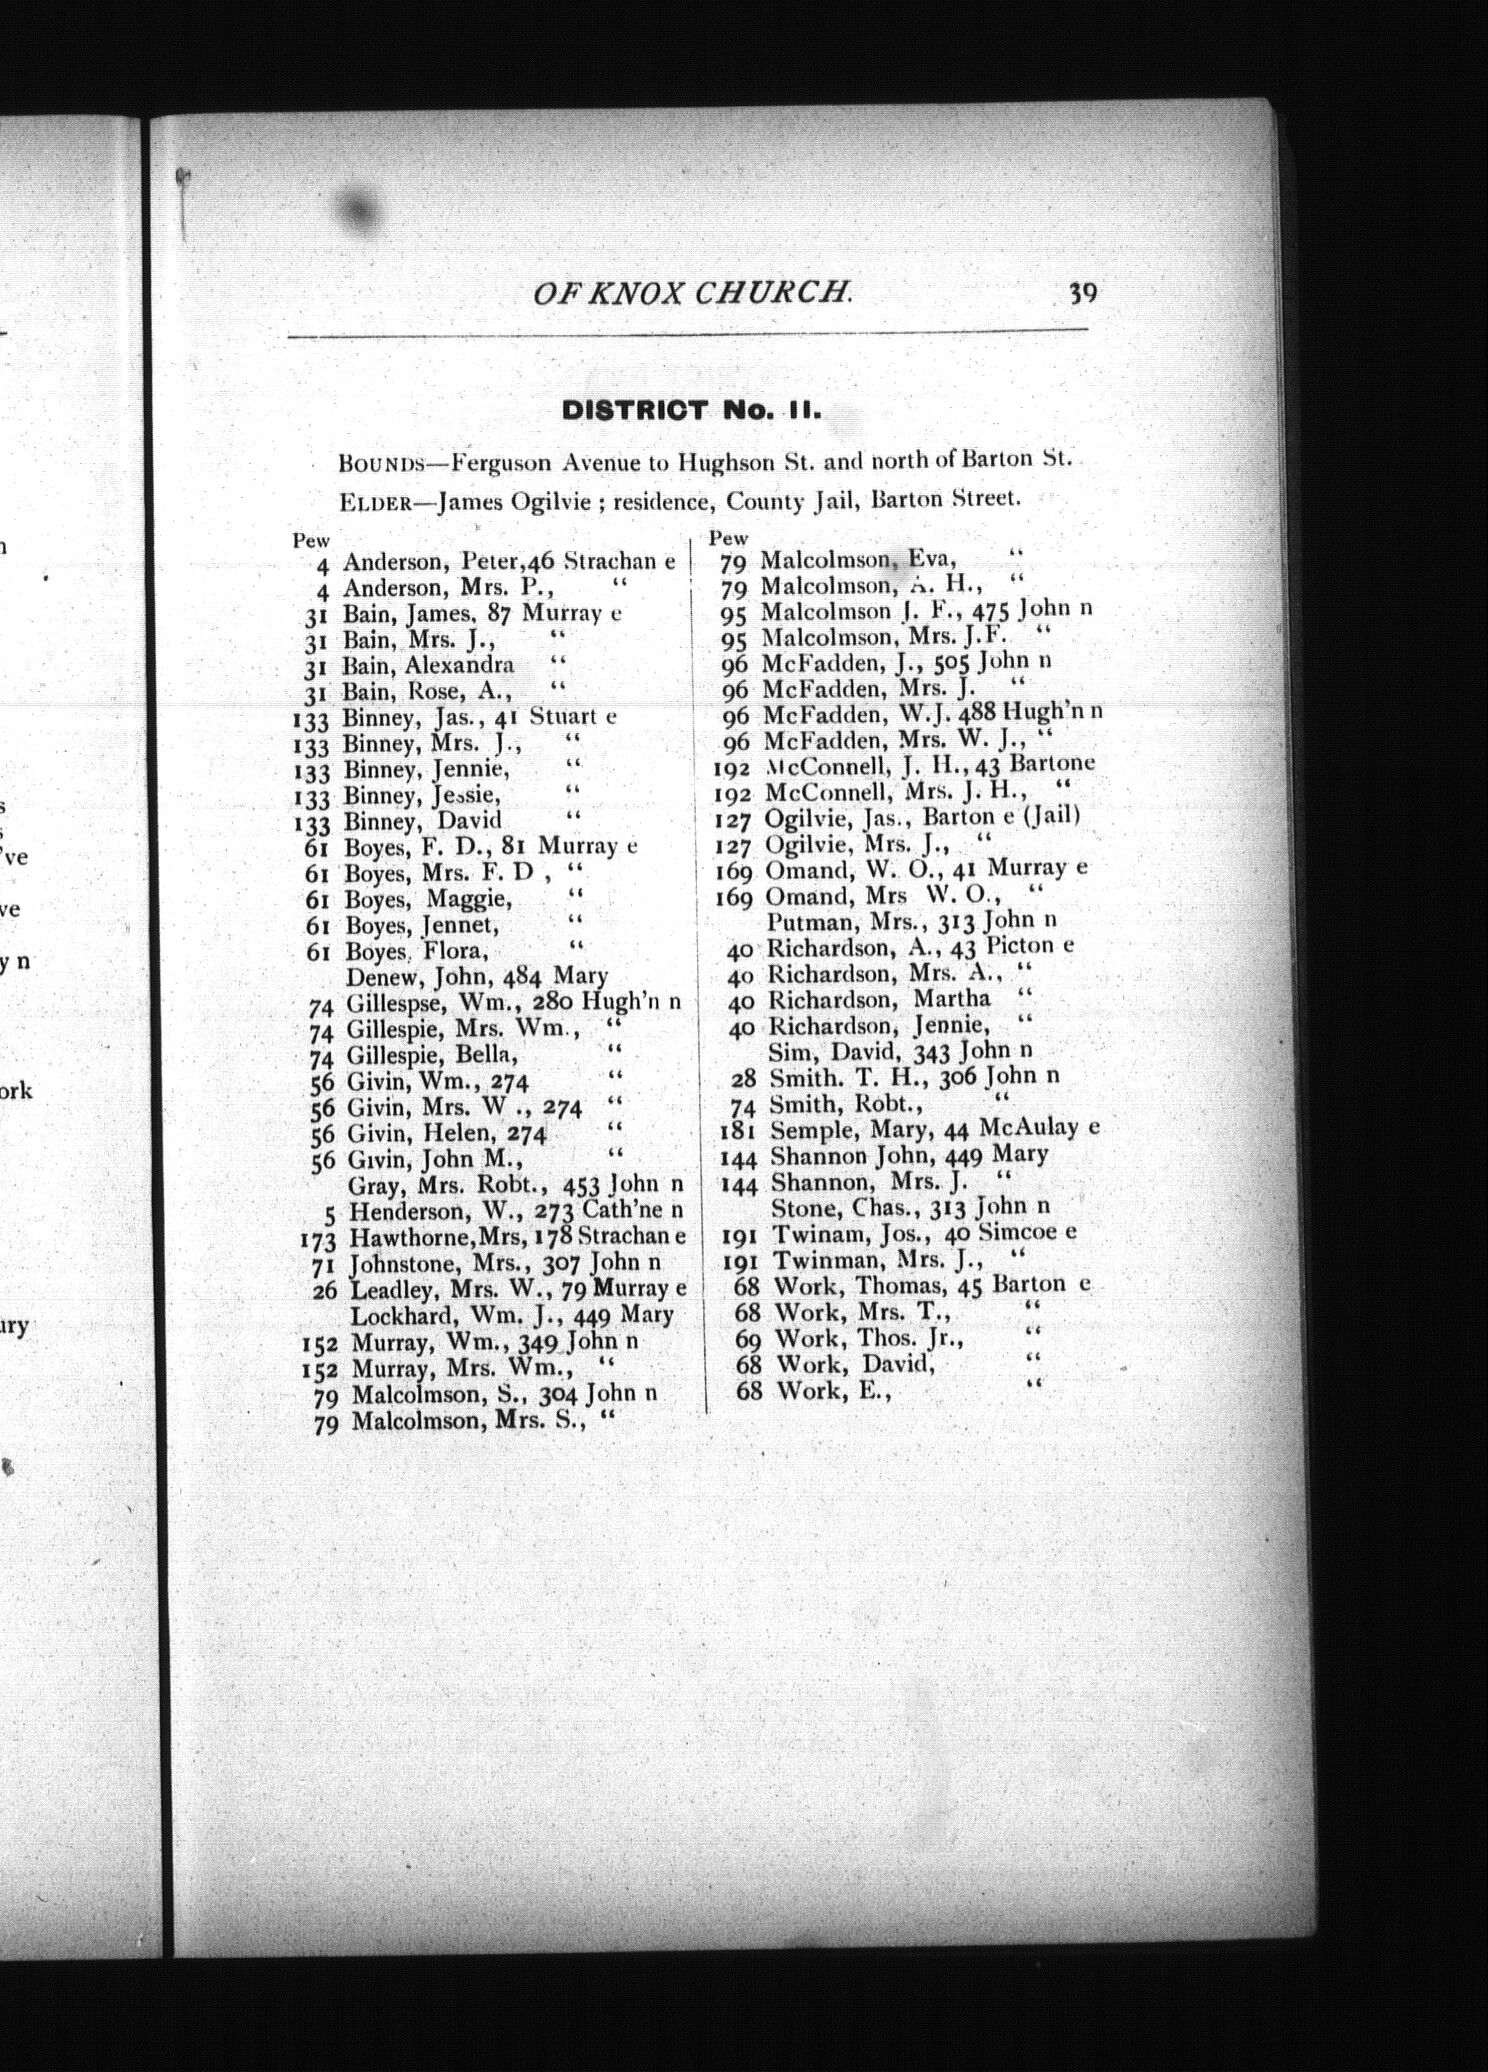 OF KNOX CHURCH. 39
DISTRICT No. 11.
BOUNDS—Ferguson Avenue to Hughson St. and north of Barton St.
ELDER—James Ogilvie ; residence, County Jail, Barton Street.
Pew
4 Anderson, Peter,46 Strachan e
4 Anderson, Mrs. P., “
31 Bain, James, 87 Murray e
31 Bain, Mrs. J., “
31 Bain, Alexandra “
31 Bain, Rose, A., “
133 Binney, Jas., 41 Stuart e
133 Binney, Mrs. J., “
133 Binney, Jennie, “
133 Binney, Jessie, “
133 Binney, David “
61 Boyes, F. D., 81 Murray e
61 Boyes, Mrs. F. D , “
61 Boyes, Maggie, “
61 Boyes, Jennet, “
61 Boyes, Flora, “
Denew, John, 484 Mary
74 Gillespse, Wm., 280 Hugh'n n
74 Gillespie, Mrs. Wm., “
74 Gillespie, Bella, “
56 Givin, Wm., 274 “
56 Givin, Mrs. W ., 274 “
56 Givin, Helen, 274 “
56 Givin, John M., “
Gray, Mrs. Robt., 453 John n
5 Henderson, W., 273 Cath'ne n
173 Hawthorne,Mrs, 178 Strachan e
71 Johnstone, Mrs., 307 John n
26 Leadley, Mrs. W., 79 Murray e
Lockhard, Wm. J., 449 Mary
152 Murray, Wm., 349 John n
152 Murray, Mrs. Wm., “
79 Malcolmson, S., 304 John n
79 Malcolmson, Mrs. S., “
Pew
79 Malcolmson, Eva, “
79 Malcolmson, A. H., “
95 Malcolmson J. F., 475 John n
95 Malcolmson, Mrs. J.F. “
96 McFadden, J., 505 John n
96 McFadden, Mrs. J. “
96 McFadden, W.J. 488 Hugh'n n
96 McFadden, Mrs. W. J., “
192 McConnell, J. H., 43 Bartone
192 McConnell, Mrs. J. H., “
127 Ogilvie, Jas., Barton e (Jail)
127 Ogilvie, Mrs. J., “
169 Omand, W. O., 41 Murray e
169 Omand, Mrs W. O., “
Putman, Mrs., 313 John n
40 Richardson, A., 43 Picton e
40 Richardson, Mrs. A., “
40 Richardson, Martha “
40 Richardson, Jennie, “
Sim, David, 343 John n
28 Smith. T. H., 306 John n
74 Smith, Robt., “
181 Semple, Mary, 44 McAulay e
144 Shannon John, 449 Mary
144 Shannon, Mrs. J. “
Stone, Chas., 313 John n
191 Twinam, Jos., 40 Simcoe e
191 Twinman, Mrs. J., “
68 Work, Thomas, 45 Barton e
68 Work, Mrs. T., “
69 Work, Thos. Jr., “
68 Work, David, “
68 Work, E., “